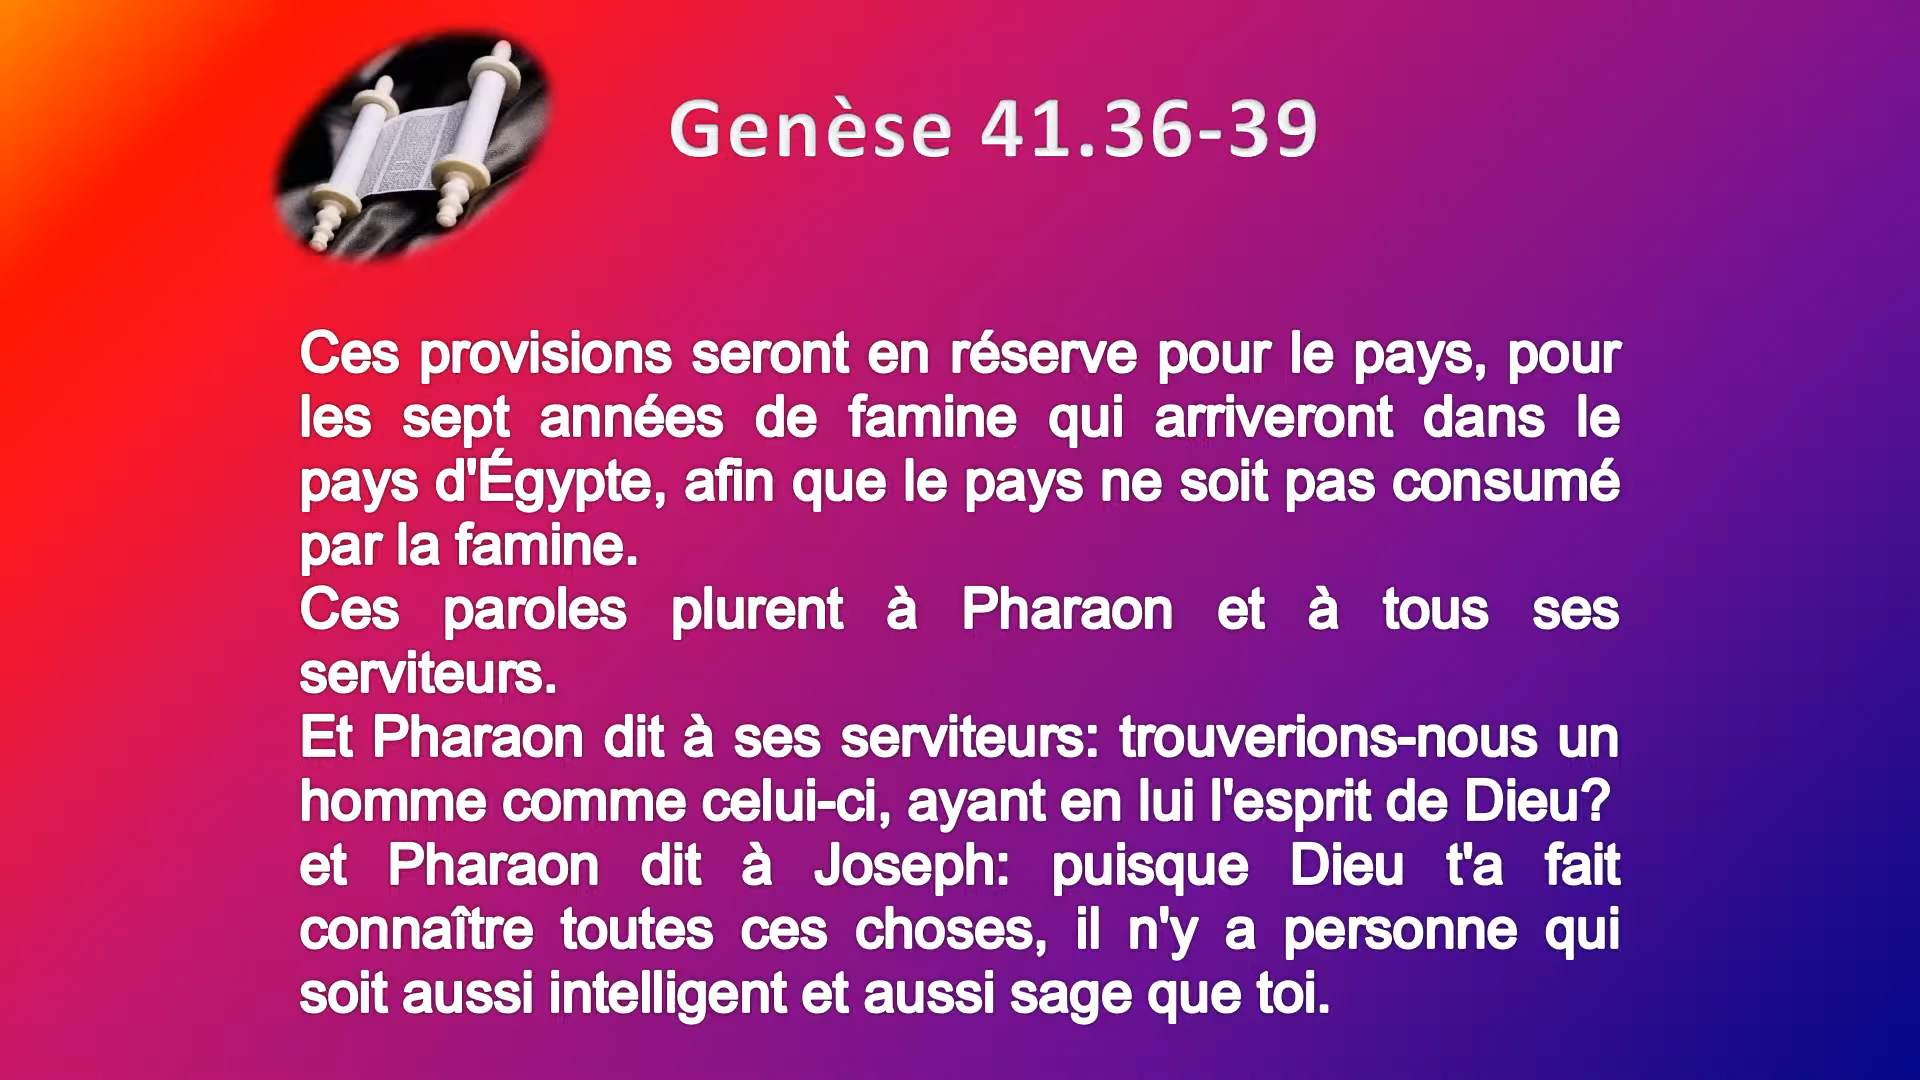 Genèse 41.36-39
Ces provisions seront en réserve pour le pays, pour
les sept années de famine qui arriveront dans le
pays d'Égypte, afin que le pays ne soit pas consumé
par la famine.
Ces paroles plurent à Pharaon et à tous ses
serviteurs.
Et Pharaon dit à ses serviteurs: trouverions-nous un
homme comme celui-ci, ayant en lui l'esprit de Dieu?
et Pharaon dit à Joseph: puisque Dieu t'a fait
connaître toutes ces choses, il n'y a personne qui
soit aussi intelligent et aussi sage que toi.